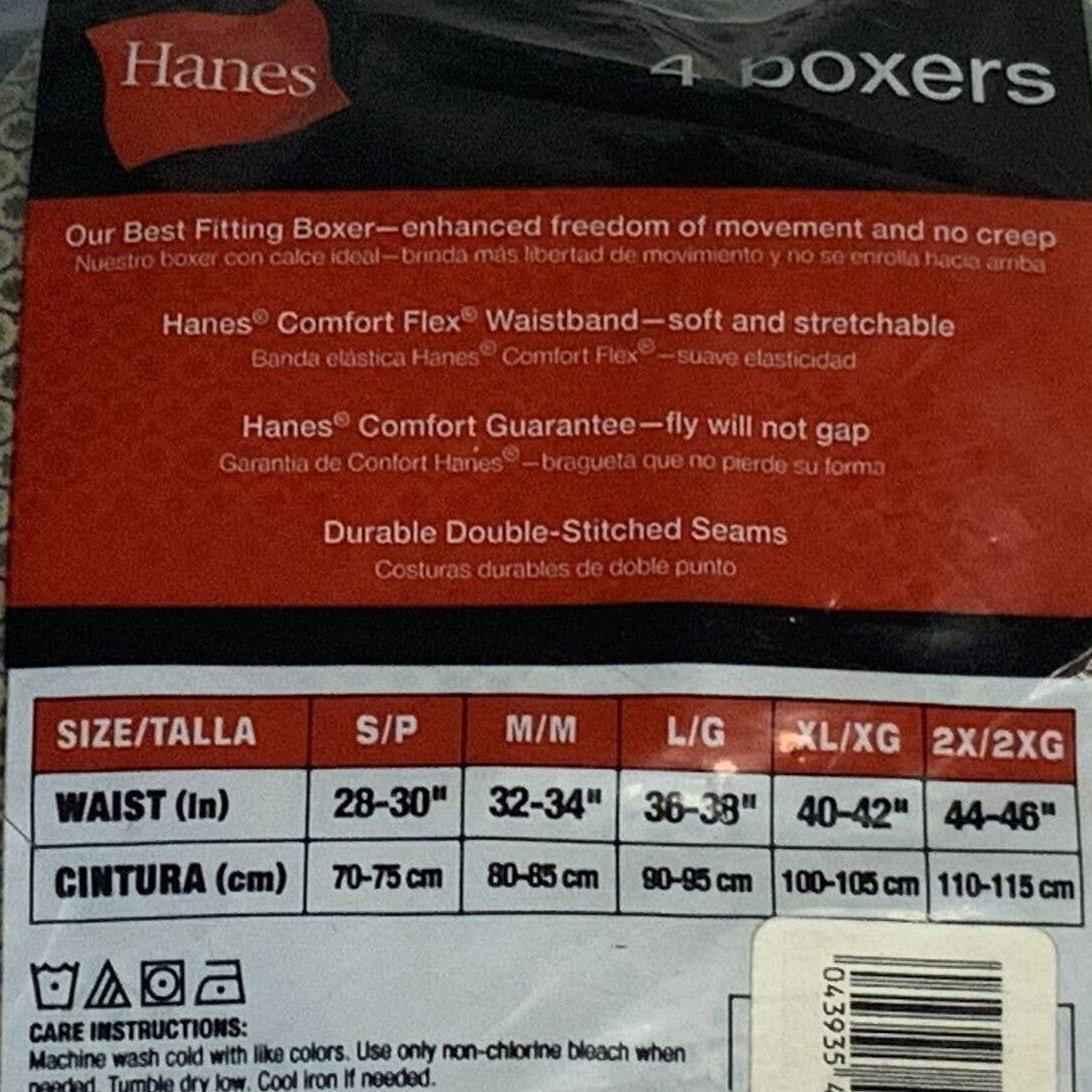 Hanes
4 boxers
Our Best Fitting Boxer—enhanced freedom of movement and no creep
Nuestro boxer con calce ideal—brinda más libertad de movimiento y no se enrolla hacia arriba
Hanes® Comfort Flex® Waistband—soft and stretchable
Banda elástica Hanes® Comfort Flex®—suave elasticidad
Hanes® Comfort Guarantee—fly will not gap
Garantía de Confort Hanes®—bragueta que no pierde su forma
Durable Double-Stitched Seams
Costuras durables de doble punto
SIZE/TALLA S/P M/M L/G XL/XG 2X/2XG
WAIST (in) 28-30" 32-34" 36-38" 40-42" 44-46"
CINTURA (cm) 70-75 cm 80-85 cm 90-95 cm 100-105 cm 110-115 cm
CARE INSTRUCTIONS:
Machine wash cold with like colors. Use only non-chlorine bleach when
needed. Tumble dry low. Cool iron if needed.
043935